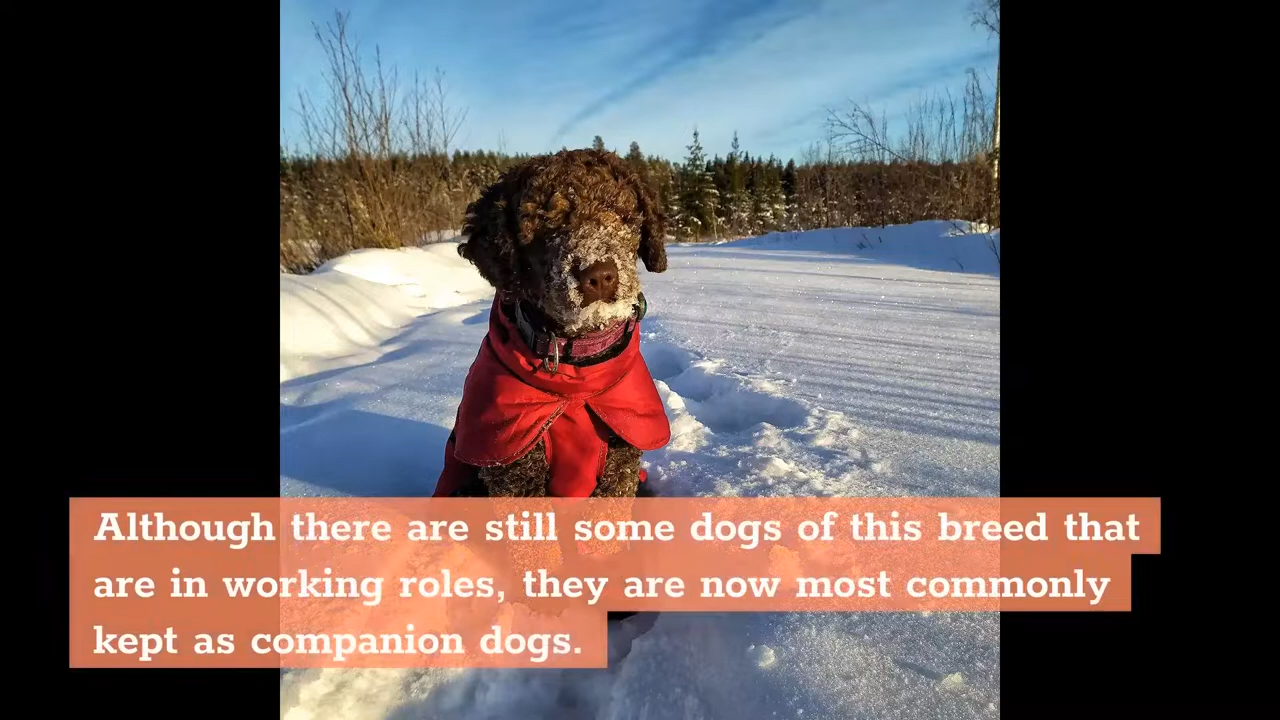 Although there are still some dogs of this breed that
are in working roles, they are now most commonly
kept as companion dogs.